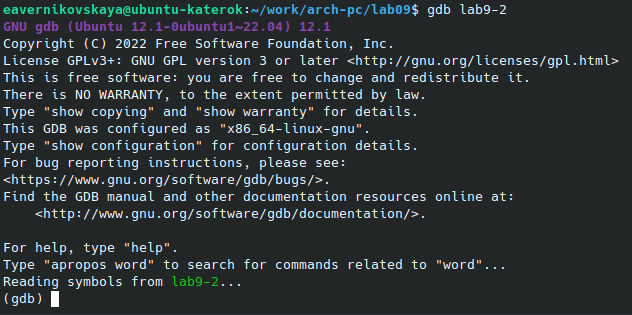 eavernikovskaya@ubuntu-katerok:~/work/arch-pc/lab09$ gdb lab9-2
GNU gdb (Ubuntu 12.1-0ubuntu1~22.04) 12.1
Copyright (C) 2022 Free Software Foundation, Inc.
License GPLv3+: GNU GPL version 3 or later <http://gnu.org/licenses/gpl.html>
This is free software: you are free to change and redistribute it.
There is NO WARRANTY, to the extent permitted by law.
Type "show copying" and "show warranty" for details.
This GDB was configured as "x86_64-linux-gnu".
Type "show configuration" for configuration details.
For bug reporting instructions, please see:
<https://www.gnu.org/software/gdb/bugs/>.
Find the GDB manual and other documentation resources online at:
    <http://www.gnu.org/software/gdb/documentation/>.

For help, type "help".
Type "apropos word" to search for commands related to "word"...
Reading symbols from lab9-2...
(gdb)